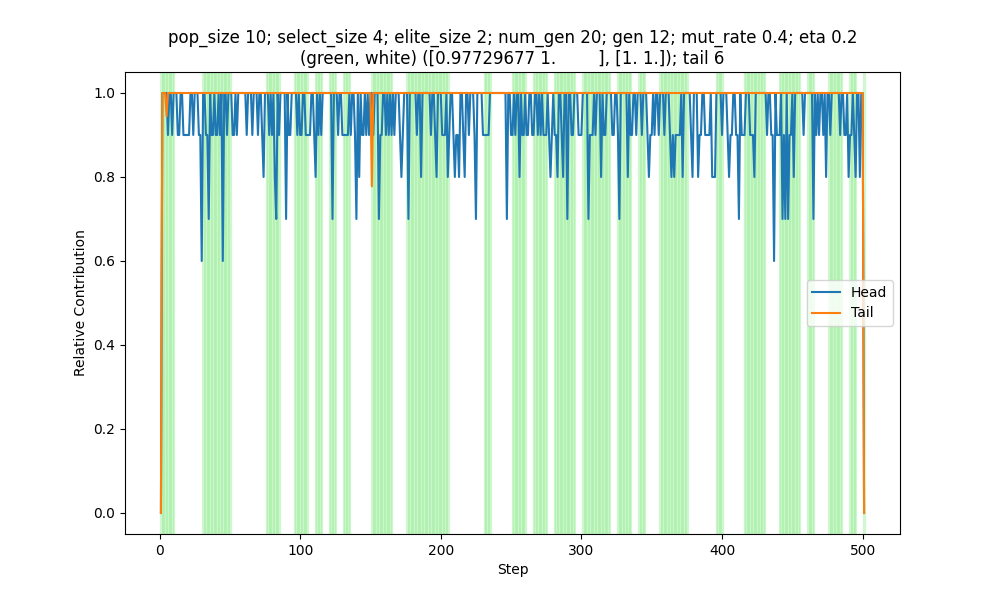 pop_size 10; select_size 4; elite_size 2; num_gen 20; gen 12; mut_rate 0.4; eta 0.2
(green, white) ([0.97729677 1.        ], [1. 1.]); tail 6
1.0
0.8
0.6
0.4
0.2
0.0
Relative Contribution
Head
Tail
0
100
200
300
400
500
Step